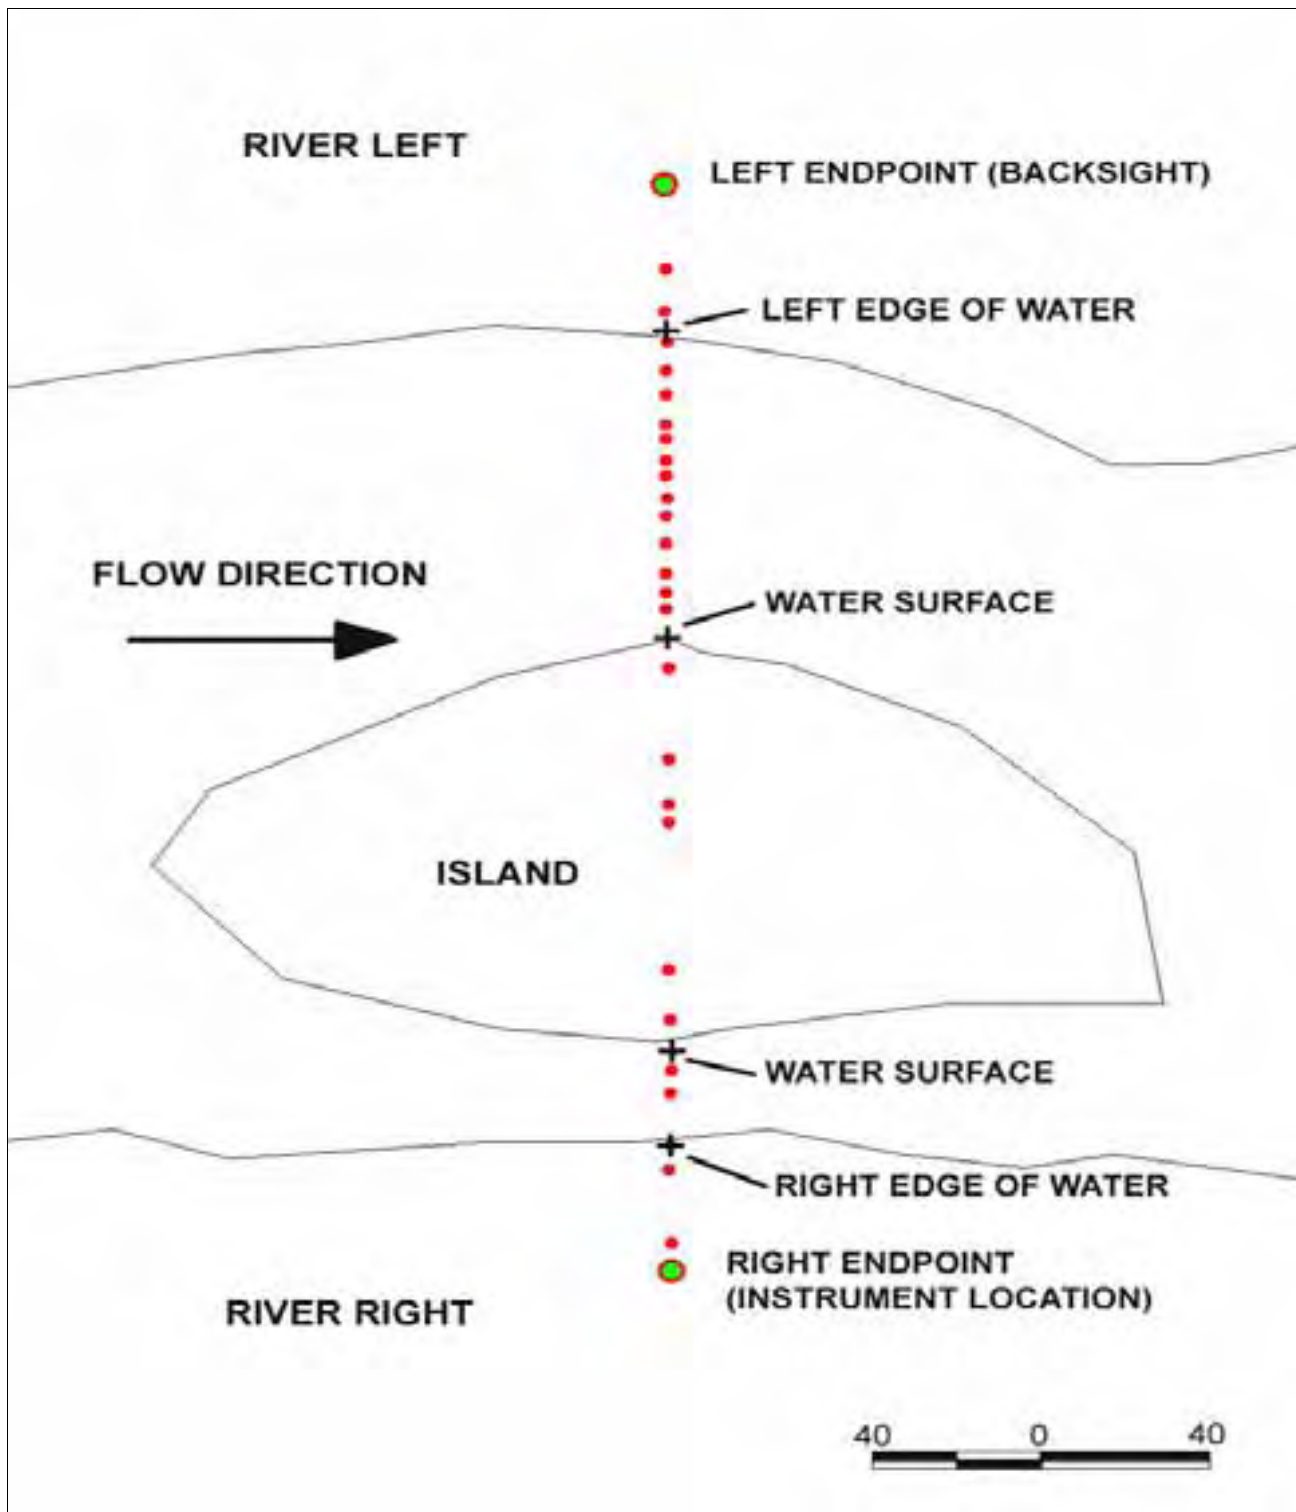 RIVER LEFT
LEFT ENDPOINT (BACKSIGHT)
LEFT EDGE OF WATER
FLOW DIRECTION
WATER SURFACE
ISLAND
WATER SURFACE
RIGHT EDGE OF WATER
RIGHT ENDPOINT
(INSTRUMENT LOCATION)
RIVER RIGHT
40 0 40